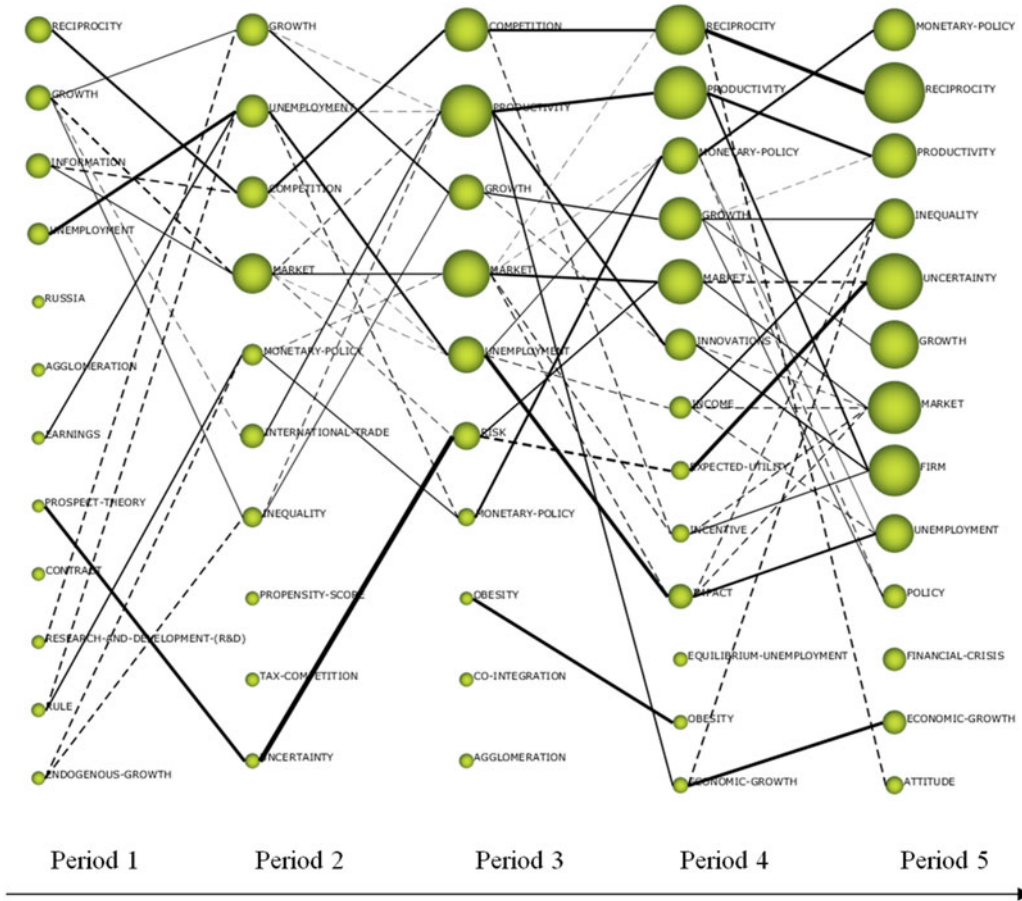 RECIPROCITY
GROWTH
INFORMATION
UNEMPLOYMENT
RUSSIA
AGGLOMERATION
EARNINGS
PROSPECT-THEORY
CONTRACT
RESEARCH-AND-DEVELOPMENT-(R&D)
RULE
ENDOGENOUS-GROWTH
GROWTH
UNEMPLOYMENT
COMPETITION
MARKET
MONETARY-POLICY
INTERNATIONAL-TRADE
INEQUALITY
PROPENSITY-SCORE
TAX-COMPETITION
UNCERTAINTY
COMPETITION
PRODUCTIVITY
GROWTH
MARKET
UNEMPLOYMENT
RISK
MONETARY-POLICY
OBESITY
CO-INTEGRATION
AGGLOMERATION
RECIPROCITY
PRODUCTIVITY
MONETARY-POLICY
GROWTH
MARKET
INNOVATIONS
INCOME
EXPECTED-UTILITY
INCENTIVE
IMPACT
EQUILIBRIUM-UNEMPLOYMENT
OBESITY
ECONOMIC-GROWTH
MONETARY-POLICY
RECIPROCITY
PRODUCTIVITY
INEQUALITY
UNCERTAINTY
GROWTH
MARKET
FIRM
UNEMPLOYMENT
POLICY
FINANCIAL-CRISIS
ECONOMIC-GROWTH
ATTITUDE
Period 1
Period 2
Period 3
Period 4
Period 5